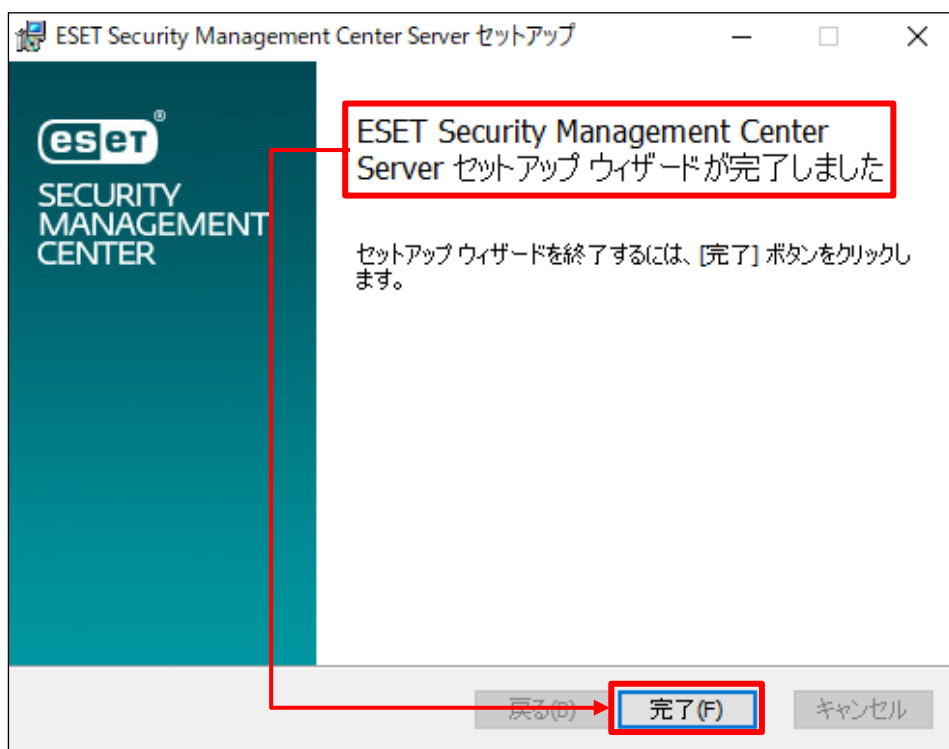 ESET Security Management Center Server セットアップ
eseT®
SECURITY
MANAGEMENT
CENTER
ESET Security Management Center
Server セットアップ ウィザードが完了しました
セットアップ ウィザードを終了するには、[完了] ボタンをクリックし
ます。
戻る(B)
完了(F)
キャンセル